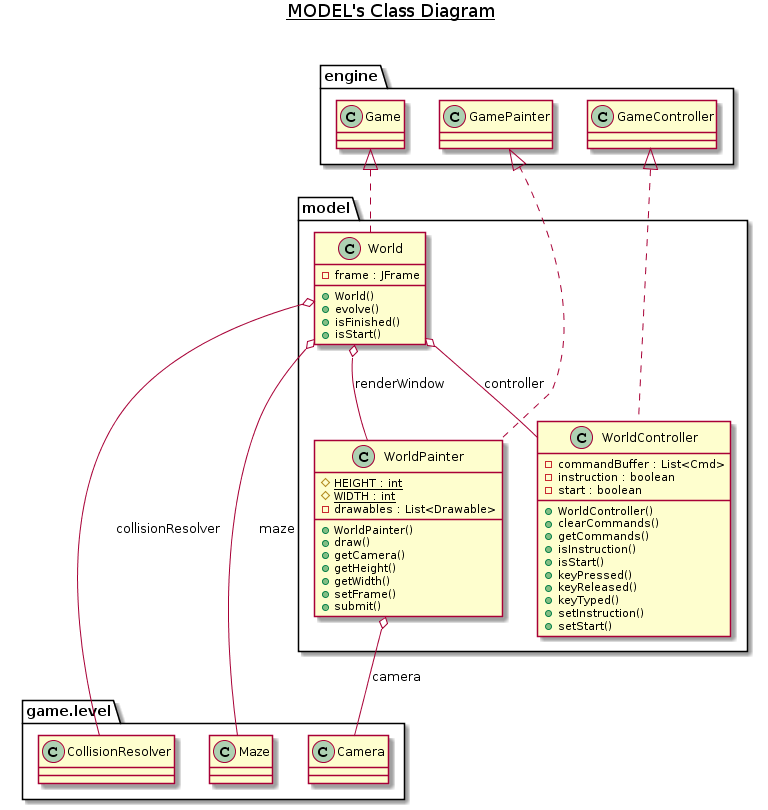 MODEL's Class Diagram
engine
C Game
C GamePainter
C GameController
model
C World
frame : JFrame
World()
evolve()
isFinished()
isStart()
renderWindow
controller
C WorldPainter
HEIGHT : int
WIDTH : int
drawables : List<Drawable>
WorldPainter()
draw()
getCamera()
getHeight()
getWidth()
setFrame()
submit()
C WorldController
commandBuffer : List<Cmd>
instruction : boolean
start : boolean
WorldController()
clearCommands()
getCommands()
isInstruction()
isStart()
keyPressed()
keyReleased()
keyTyped()
setInstruction()
setStart()
collisionResolver
maze
camera
game.level
C CollisionResolver
C Maze
C Camera